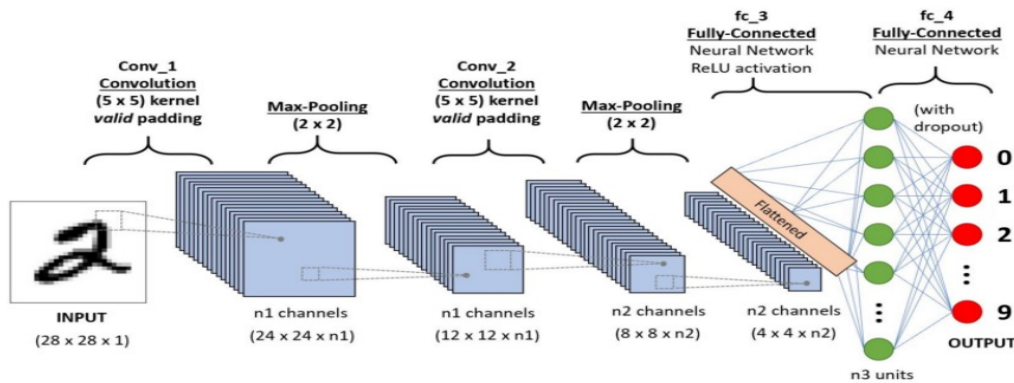 fc_3
Fully-Connected
Neural Network
ReLU activation
fc_4
Fully-Connected
Neural Network
Conv_1
Convolution
(5 x 5) kernel
valid padding
Max-Pooling
(2 x 2)
Conv_2
Convolution
(5 x 5) kernel
valid padding
Max-Pooling
(2 x 2)
(with
dropout)
Flattened
0
1
2
9
INPUT
(28 x 28 x 1)
n1 channels
(24 x 24 x n1)
n1 channels
(12 x 12 x n1)
n2 channels
(8 x 8 x n2)
n2 channels
(4 x 4 x n2)
OUTPUT
n3 units